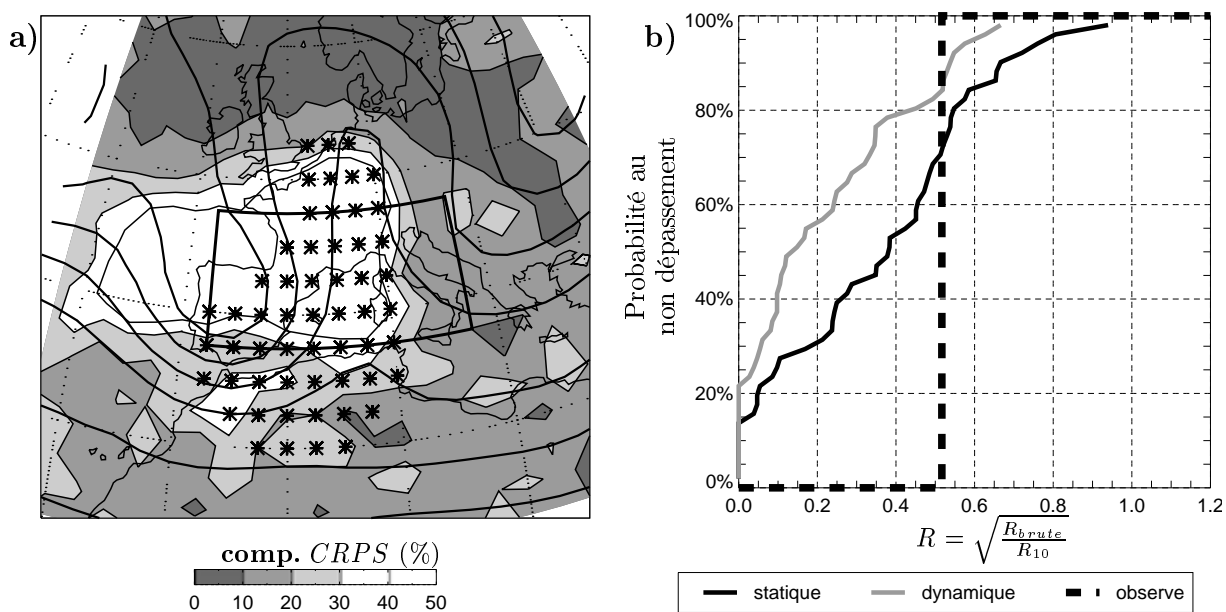 a)
comp. CRPS (%)
0 10 20 30 40 50
b)
Probabilité au
non dépassement
100%
80%
60%
40%
20%
0%
0.0 0.2 0.4 0.6 0.8 1.0 1.2
R = √(R_brute / R_10)
statique dynamique observe